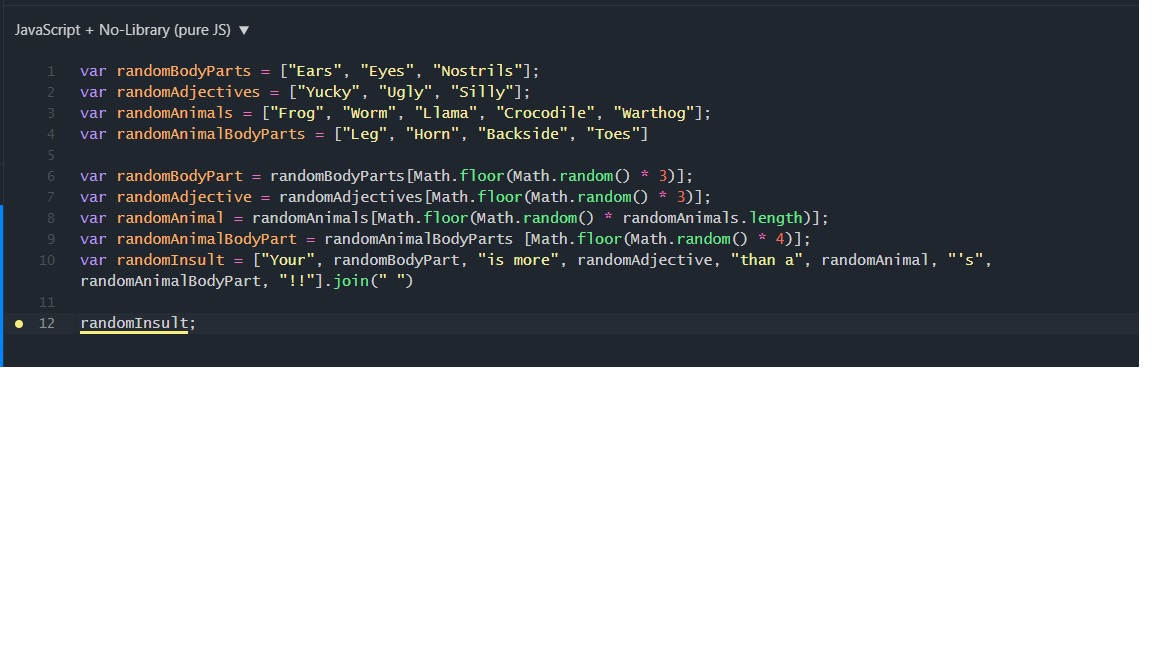 JavaScript + No-Library (pure JS) ▼
1 var randomBodyParts = ["Ears", "Eyes", "Nostrils"];
2 var randomAdjectives = ["Yucky", "Ugly", "Silly"];
3 var randomAnimals = ["Frog", "Worm", "Llama", "Crocodile", "Warthog"];
4 var randomAnimalBodyParts = ["Leg", "Horn", "Backside", "Toes"]
5
6 var randomBodyPart = randomBodyParts[Math.floor(Math.random() * 3)];
7 var randomAdjective = randomAdjectives[Math.floor(Math.random() * 3)];
8 var randomAnimal = randomAnimals[Math.floor(Math.random() * randomAnimals.length)];
9 var randomAnimalBodyPart = randomAnimalBodyParts [Math.floor(Math.random() * 4)];
10 var randomInsult = ["Your", randomBodyPart, "is more", randomAdjective, "than a", randomAnimal, "'s",
randomAnimalBodyPart, "!!"].join(" ")
11
12 randomInsult;